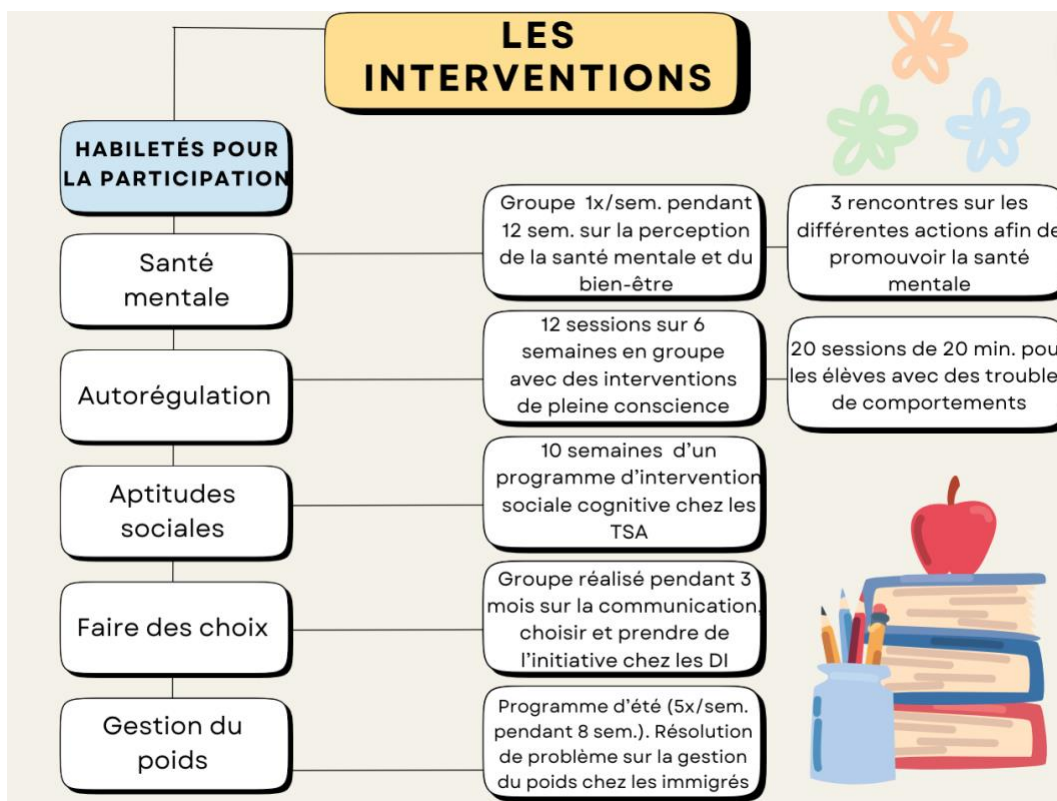 LES
INTERVENTIONS
HABILETÉS POUR
LA PARTICIPATION
Santé
mentale
Groupe 1x/sem. pendant
12 sem. sur la perception
de la santé mentale et du
bien-être
3 rencontres sur les
différentes actions afin de
promouvoir la santé
mentale
Autorégulation
12 sessions sur 6
semaines en groupe
avec des interventions
de pleine conscience
20 sessions de 20 min. pou
les élèves avec des trouble
de comportements
Aptitudes
sociales
10 semaines d'un
programme d'intervention
sociale cognitive chez les
TSA
Faire des choix
Groupe réalisé pendant 3
mois sur la communication,
choisir et prendre de
l'initiative chez les DI
Gestion du
poids
Programme d'été (5x/sem.
pendant 8 sem.). Résolution
de problème sur la gestion
du poids chez les immigrés